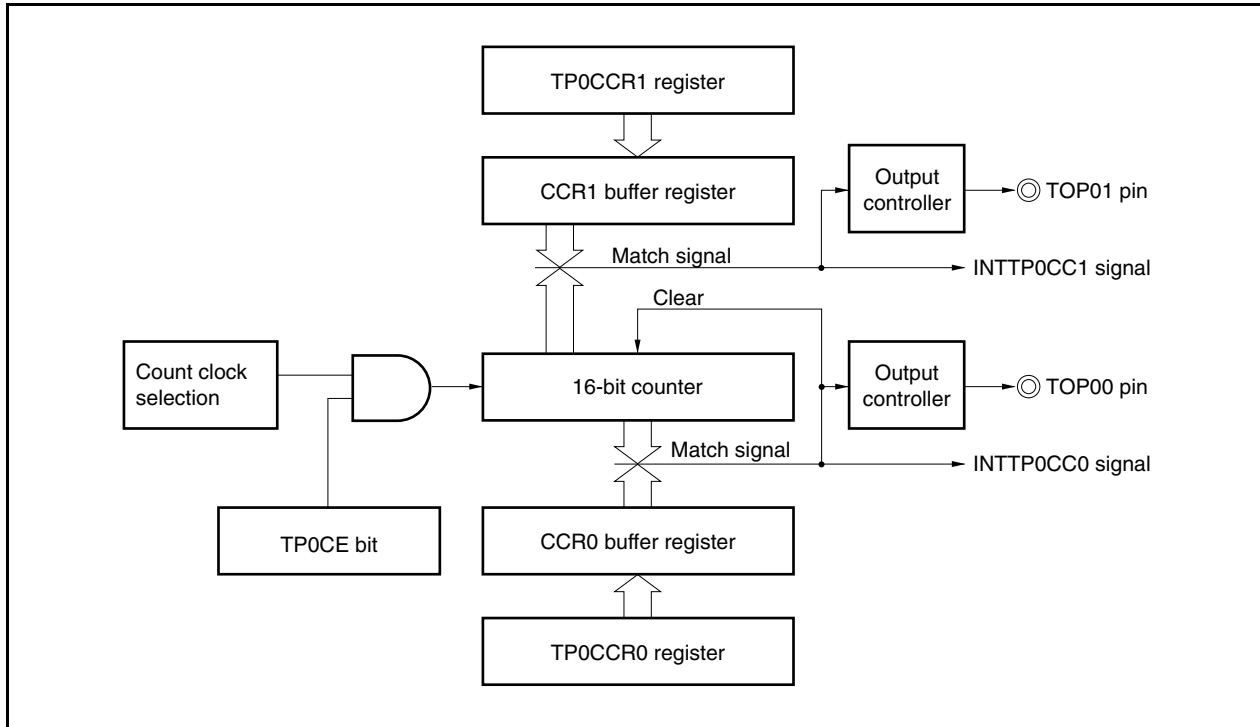 TP0CCR1 register
CCR1 buffer register
Output
controller
TOP01 pin
Match signal
INTTP0CC1 signal
Clear
Count clock
selection
16-bit counter
Output
controller
TOP00 pin
Match signal
INTTP0CC0 signal
TP0CE bit
CCR0 buffer register
TP0CCR0 register